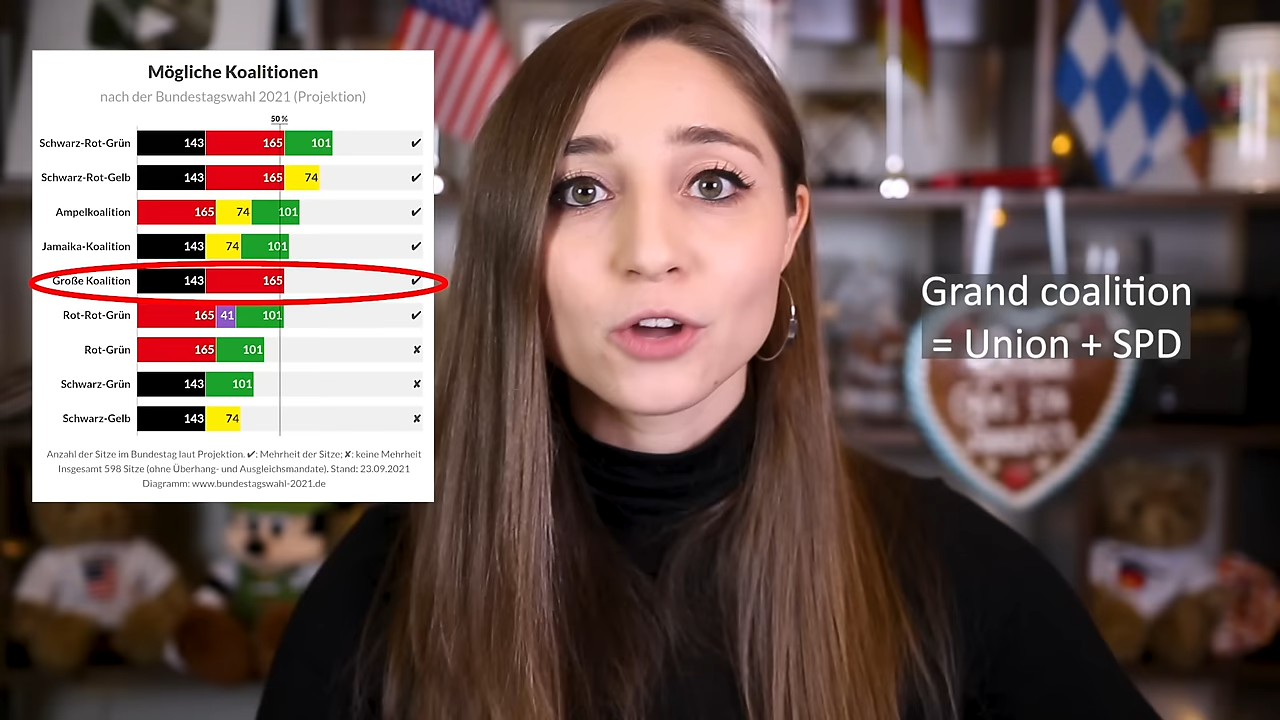 Mögliche Koalitionen
nach der Bundestagswahl 2021 (Projektion)
50 %
Schwarz-Rot-Grün 143 165 101 ✔
Schwarz-Rot-Gelb 143 165 74 ✔
Ampelkoalition 165 74 101 ✔
Jamaika-Koalition 143 74 101 ✔
Große Koalition 143 165 ✔
Rot-Rot-Grün 165 41 101 ✔
Rot-Grün 165 101 ✘
Schwarz-Grün 143 101 ✘
Schwarz-Gelb 143 74 ✘
Anzahl der Sitze im Bundestag laut Projektion. ✔: Mehrheit der Sitze; ✘: keine Mehrheit
Insgesamt 598 Sitze (ohne Überhang- und Ausgleichsmandate). Stand: 23.09.2021
Diagramm: www.bundestagswahl-2021.de
Grand coalition
= Union + SPD